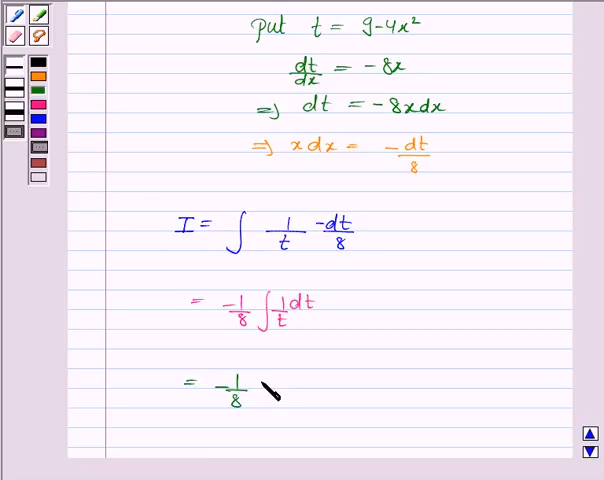 put t = 9-4x²
dt/dx = -8x
⇒ dt = -8xdx
⇒ xdx = -dt/8
I = ∫ 1/t -dt/8
= -1/8 ∫ 1/t dt
= -1/8